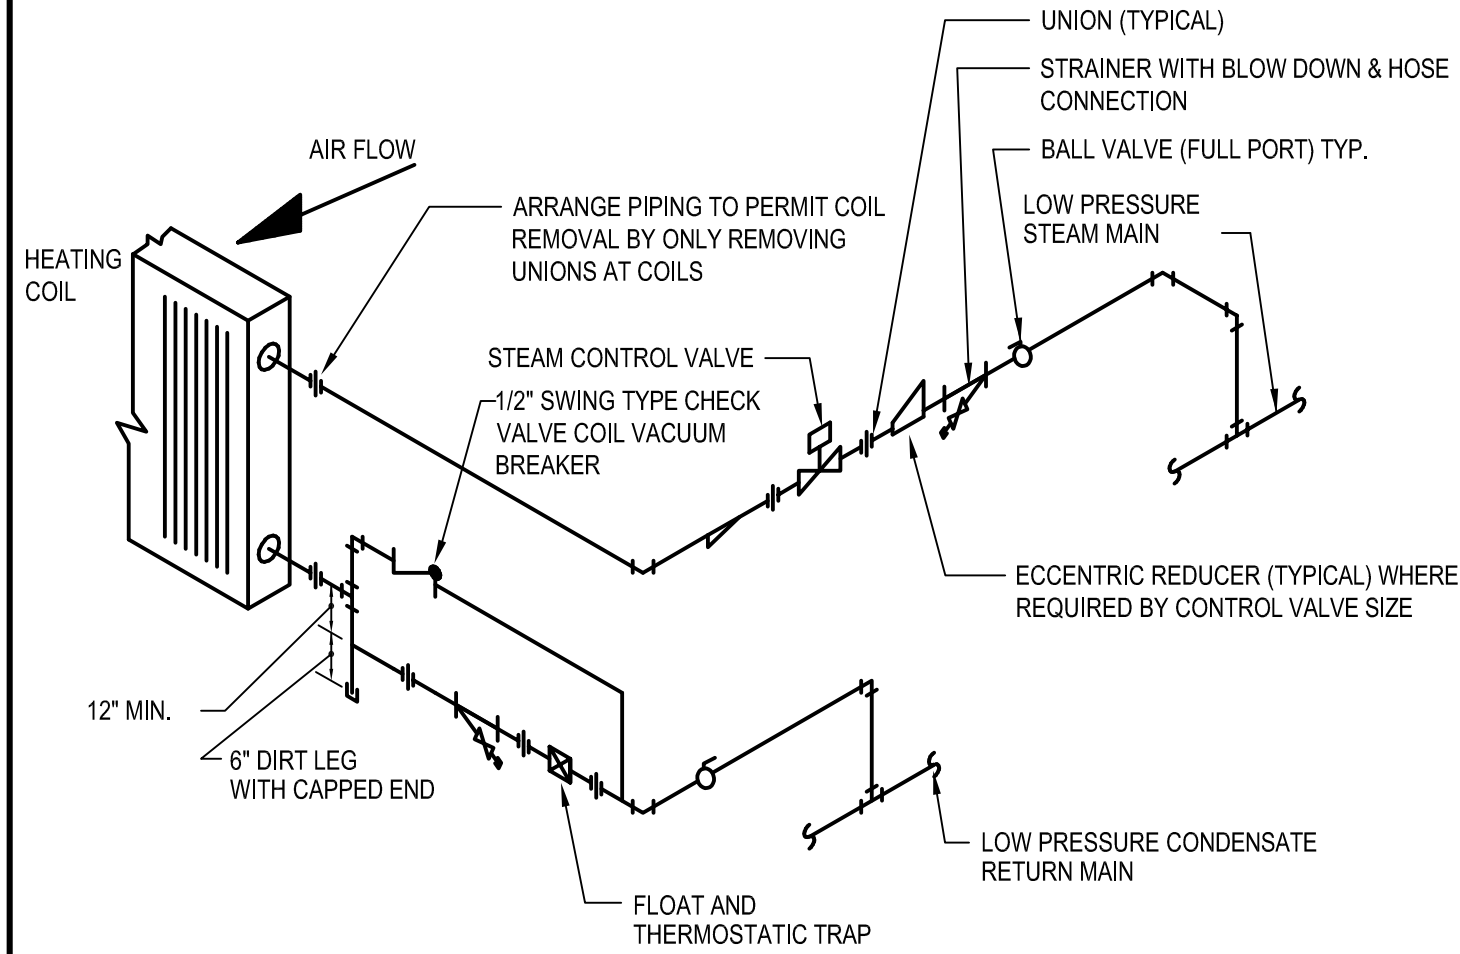 UNION (TYPICAL)
STRAINER WITH BLOW DOWN & HOSE
CONNECTION
AIR FLOW
BALL VALVE (FULL PORT) TYP.
ARRANGE PIPING TO PERMIT COIL
REMOVAL BY ONLY REMOVING
UNIONS AT COILS
LOW PRESSURE
STEAM MAIN
HEATING
COIL
STEAM CONTROL VALVE
1/2" SWING TYPE CHECK
VALVE COIL VACUUM
BREAKER
ECCENTRIC REDUCER (TYPICAL) WHERE
REQUIRED BY CONTROL VALVE SIZE
12" MIN.
6" DIRT LEG
WITH CAPPED END
LOW PRESSURE CONDENSATE
RETURN MAIN
FLOAT AND
THERMOSTATIC TRAP